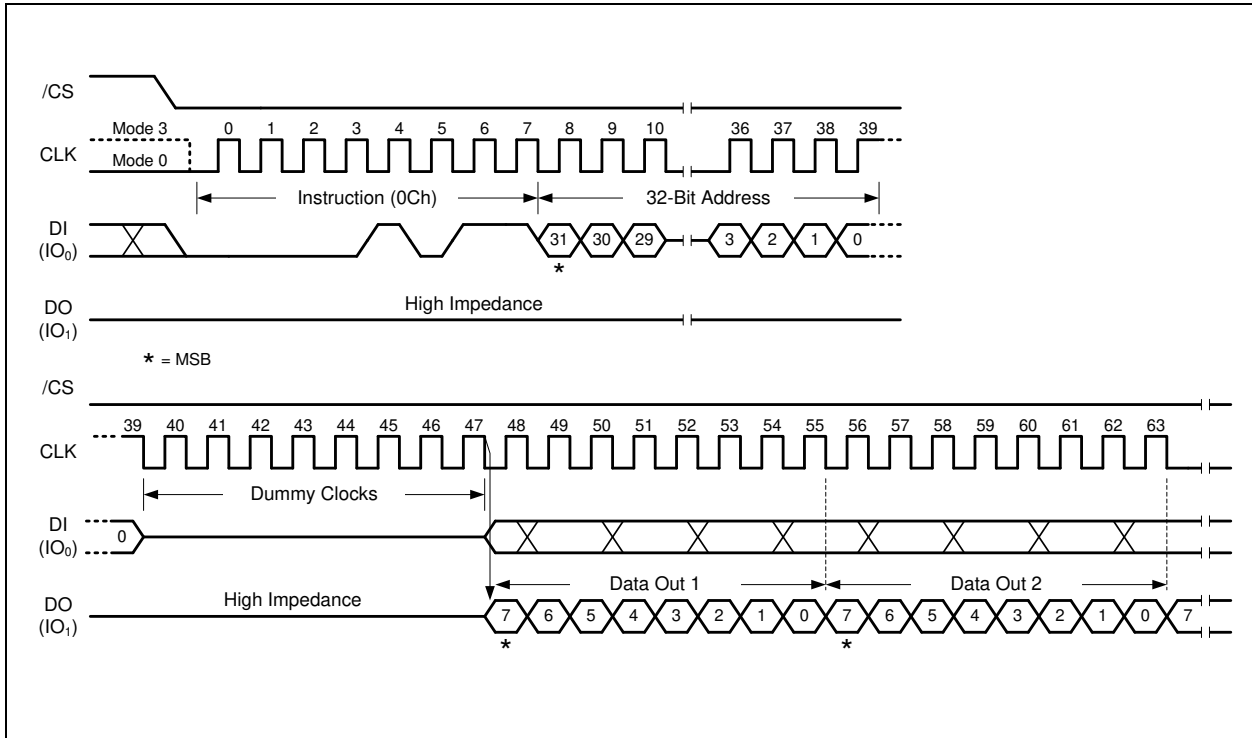 /CS
Mode 3 0 1 2 3 4 5 6 7 8 9 10 36 37 38 39
CLK
Mode 0
Instruction (0Ch) 32-Bit Address
DI
(IO0) 31 30 29 3 2 1 0
*
High Impedance
DO
(IO1)
* = MSB
/CS
39 40 41 42 43 44 45 46 47 48 49 50 51 52 53 54 55 56 57 58 59 60 61 62 63
CLK
Dummy Clocks
DI
(IO0) 0
Data Out 1 Data Out 2
High Impedance
DO
(IO1) 7 6 5 4 3 2 1 0 7 6 5 4 3 2 1 0 7
* *